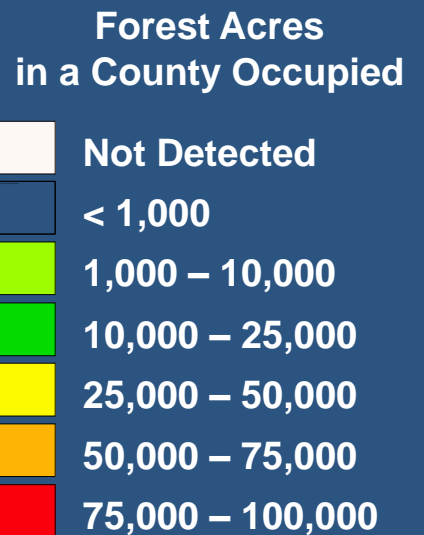 Forest Acres
in a County Occupied
Not Detected
< 1,000
1,000 – 10,000
10,000 – 25,000
25,000 – 50,000
50,000 – 75,000
75,000 – 100,000